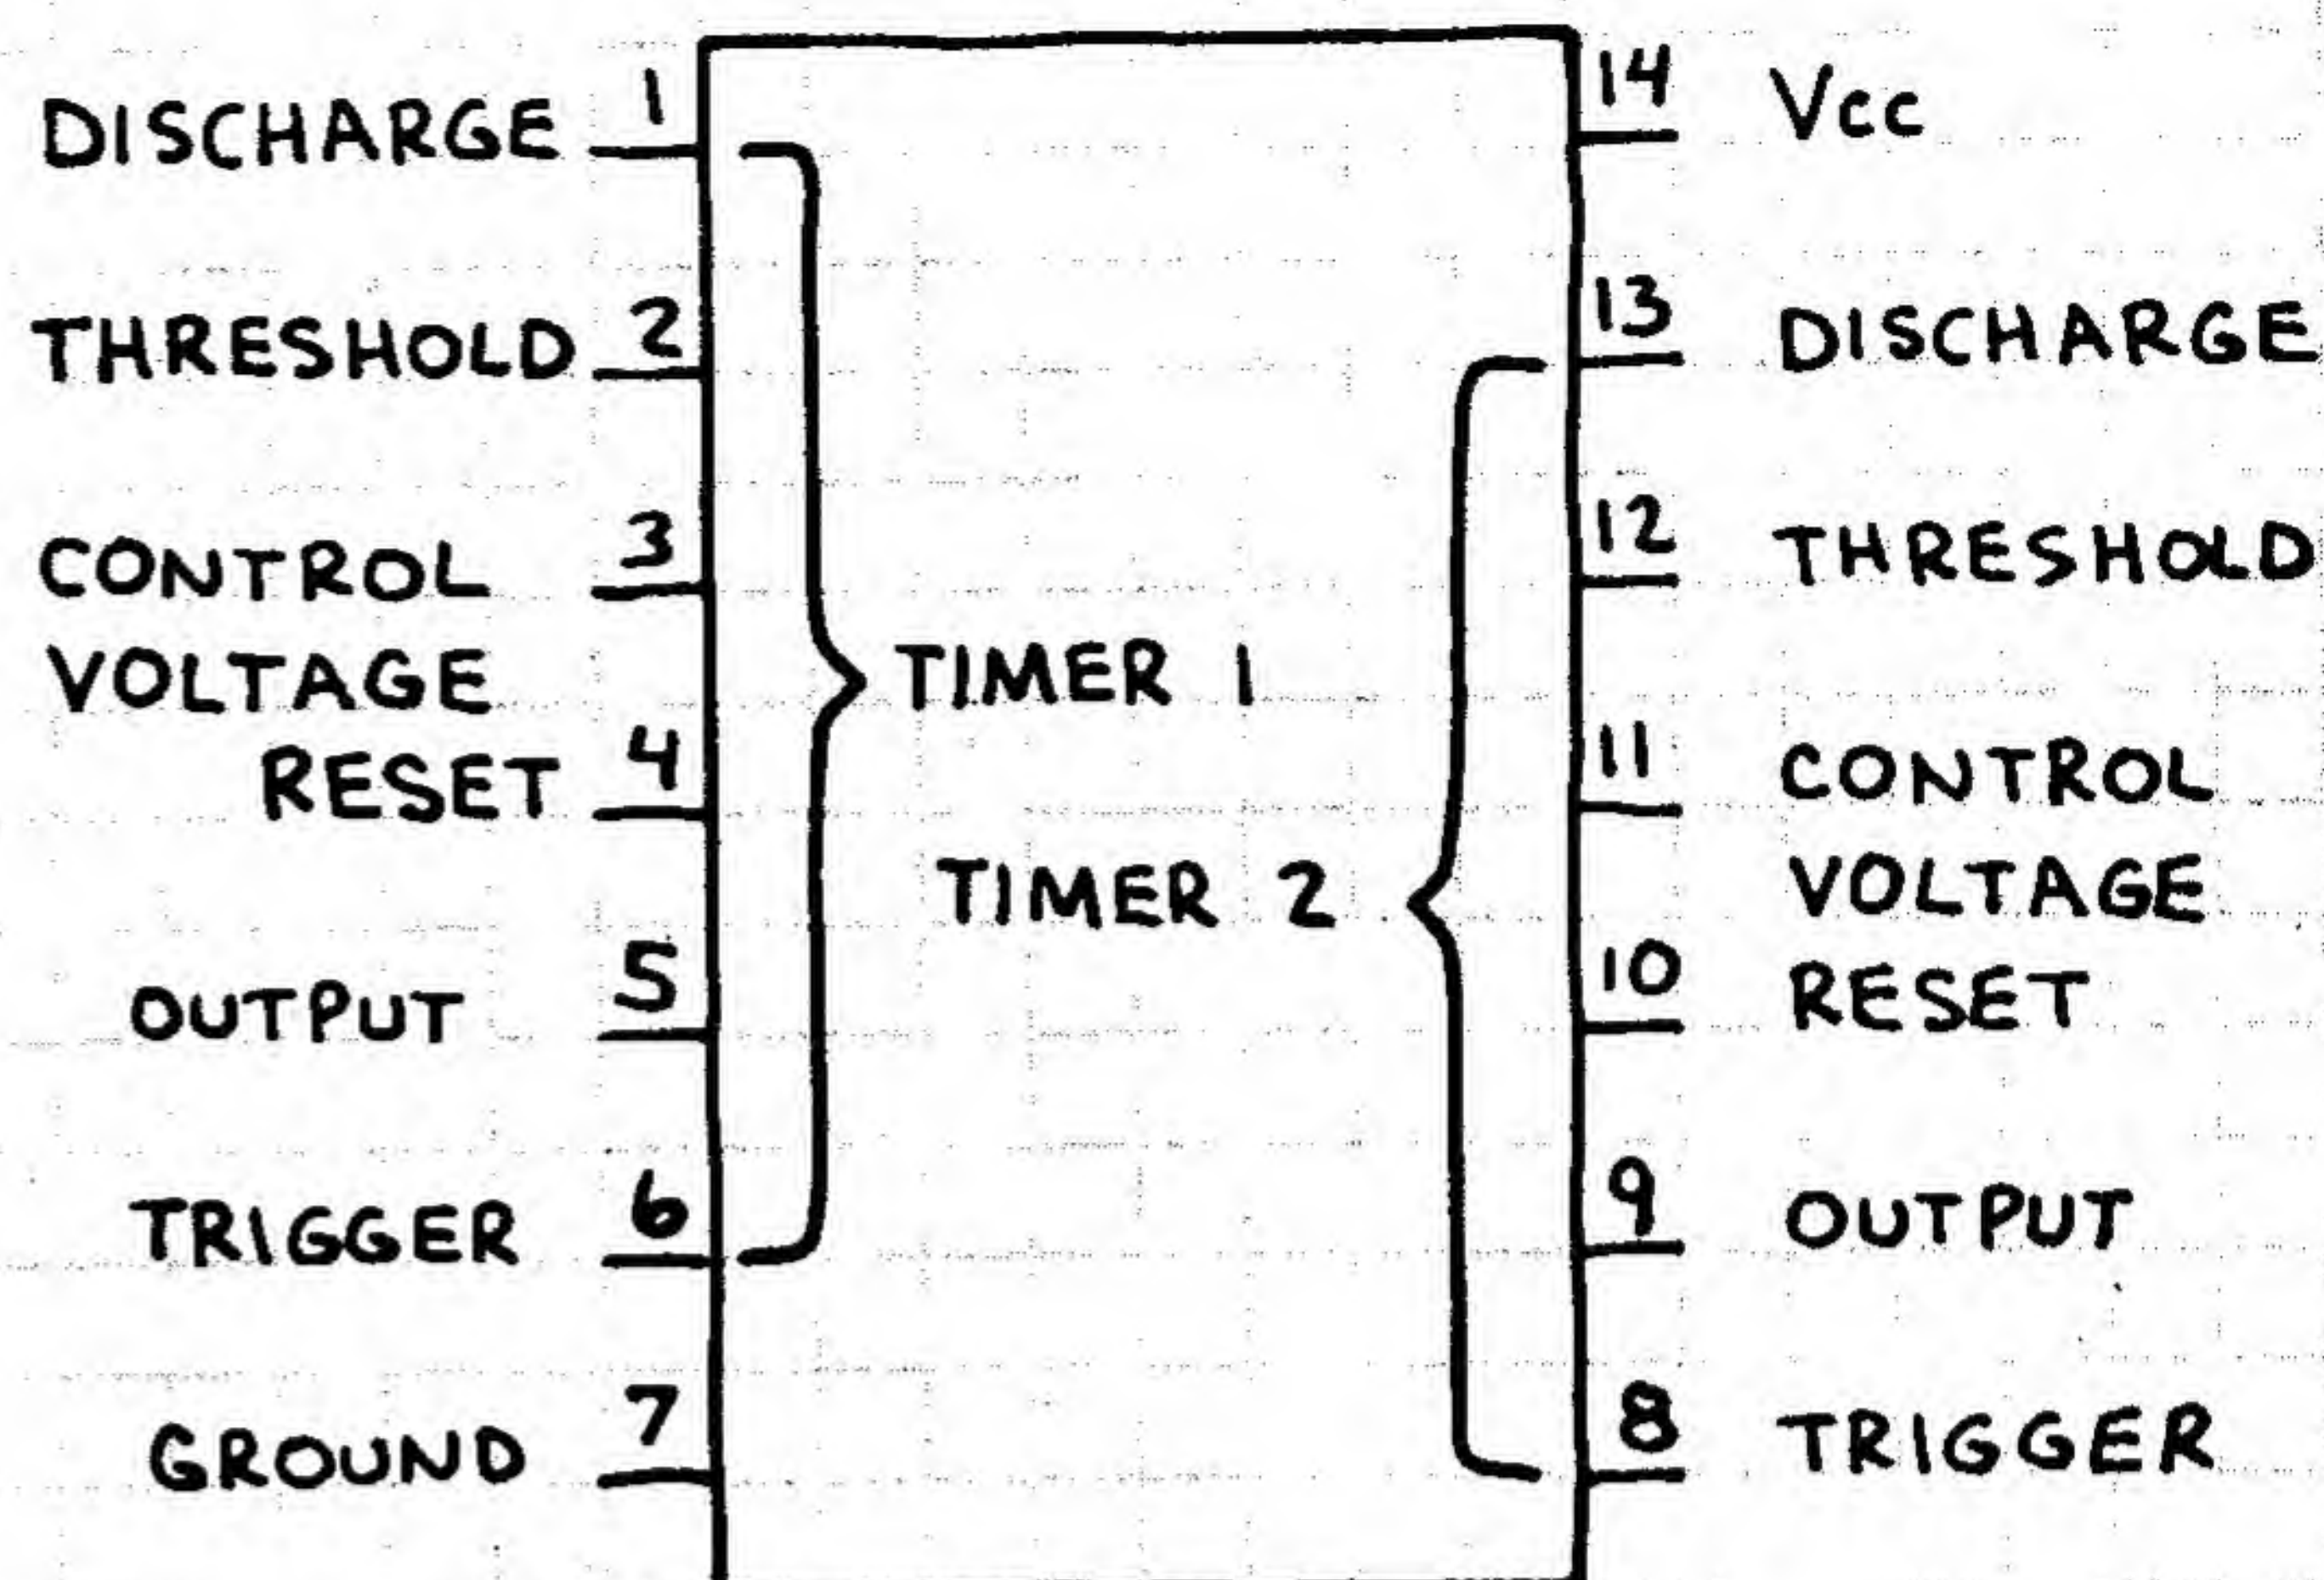 DISCHARGE 1
THRESHOLD 2
CONTROL 3
VOLTAGE
RESET 4
OUTPUT 5
TRIGGER 6
GROUND 7
TIMER 1
TIMER 2
14 Vcc
13 DISCHARGE
12 THRESHOLD
11 CONTROL
VOLTAGE
10 RESET
9 OUTPUT
8 TRIGGER